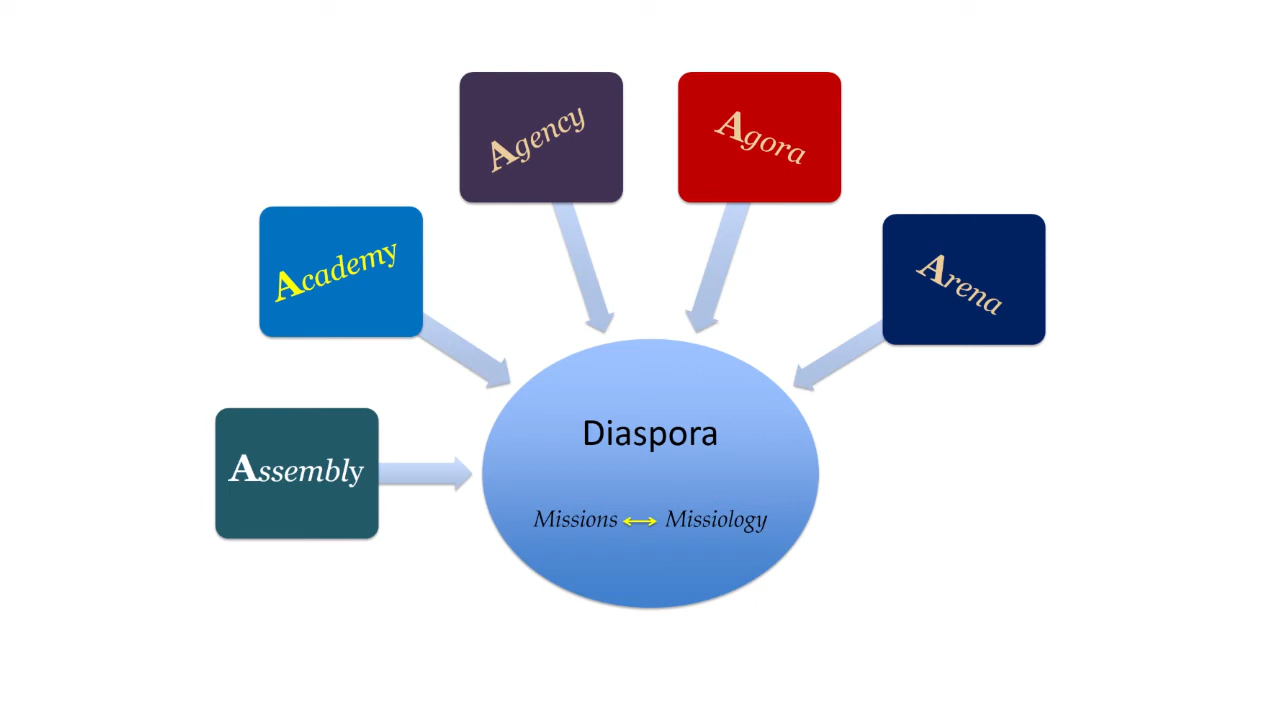 Agency
Agora
Academy
Arena
Assembly
Diaspora
Missions ↔ Missiology